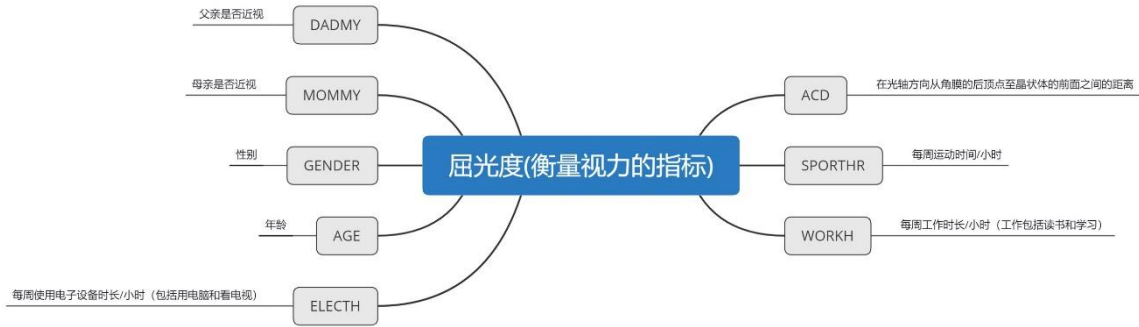 父亲是否近视
DADMY
母亲是否近视
MOMMY
性别
GENDER
年龄
AGE
每周使用电子设备时长/小时（包括用电脑和看电视）
ELECTH
屈光度(衡量视力的指标)
ACD
在光轴方向从角膜的后顶点至晶状体的前面之间的距离
SPORTHR
每周运动时间/小时
WORKH
每周工作时长/小时（工作包括读书和学习）